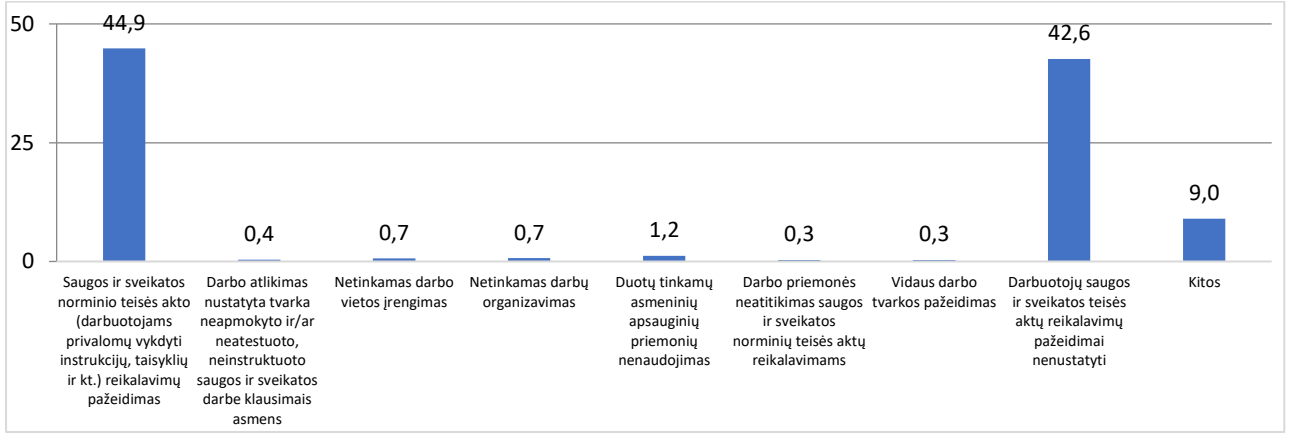 50
25
0
44,9
0,4
0,7
0,7
1,2
0,3
0,3
42,6
9,0
Saugos ir sveikatos
norminio teisės akto
(darbuotojams
privalomų vykdyti
instrukcijų, taisyklių
ir kt.) reikalavimų
pažeidimas
Darbo atlikimas
nustatyta tvarka
neapmokyto ir/ar
neatestuoto,
neinstruktuoto
saugos ir sveikatos
darbe klausimais
asmens
Netinkamas darbo
vietos įrengimas
Netinkamas darbų
organizavimas
Duotų tinkamų
asmeninių
apsauginių
priemonių
nenaudojimas
Darbo priemonės
neatitikimas saugos
ir sveikatos
norminių teisės aktų
reikalavimams
Vidaus darbo
tvarkos pažeidimas
Darbuotojų saugos
ir sveikatos teisės
aktų reikalavimų
pažeidimai
nenustatyti
Kitos